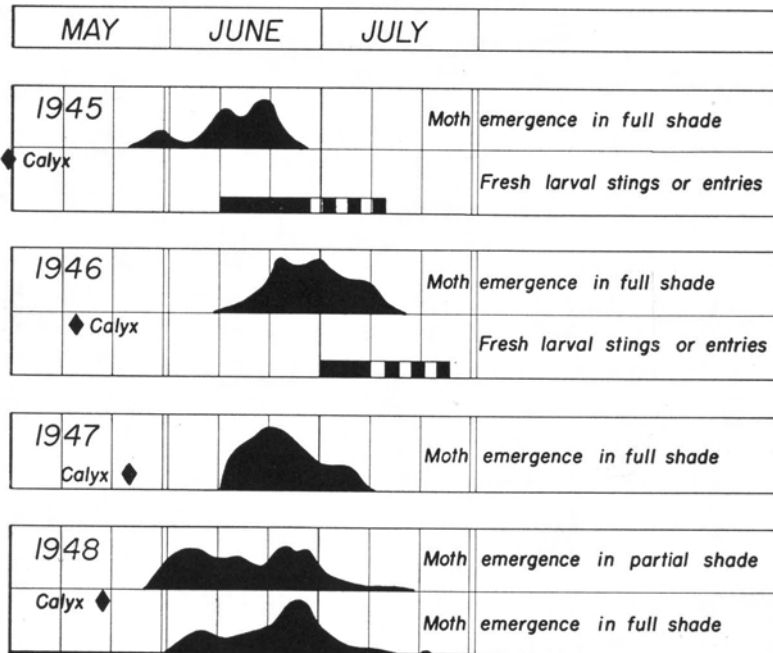 MAY JUNE JULY
1945 Moth emergence in full shade
Calyx
Fresh larval stings or entries
1946 Moth emergence in full shade
Calyx
Fresh larval stings or entries
1947
Calyx Moth emergence in full shade
1948 Moth emergence in partial shade
Calyx
Moth emergence in full shade